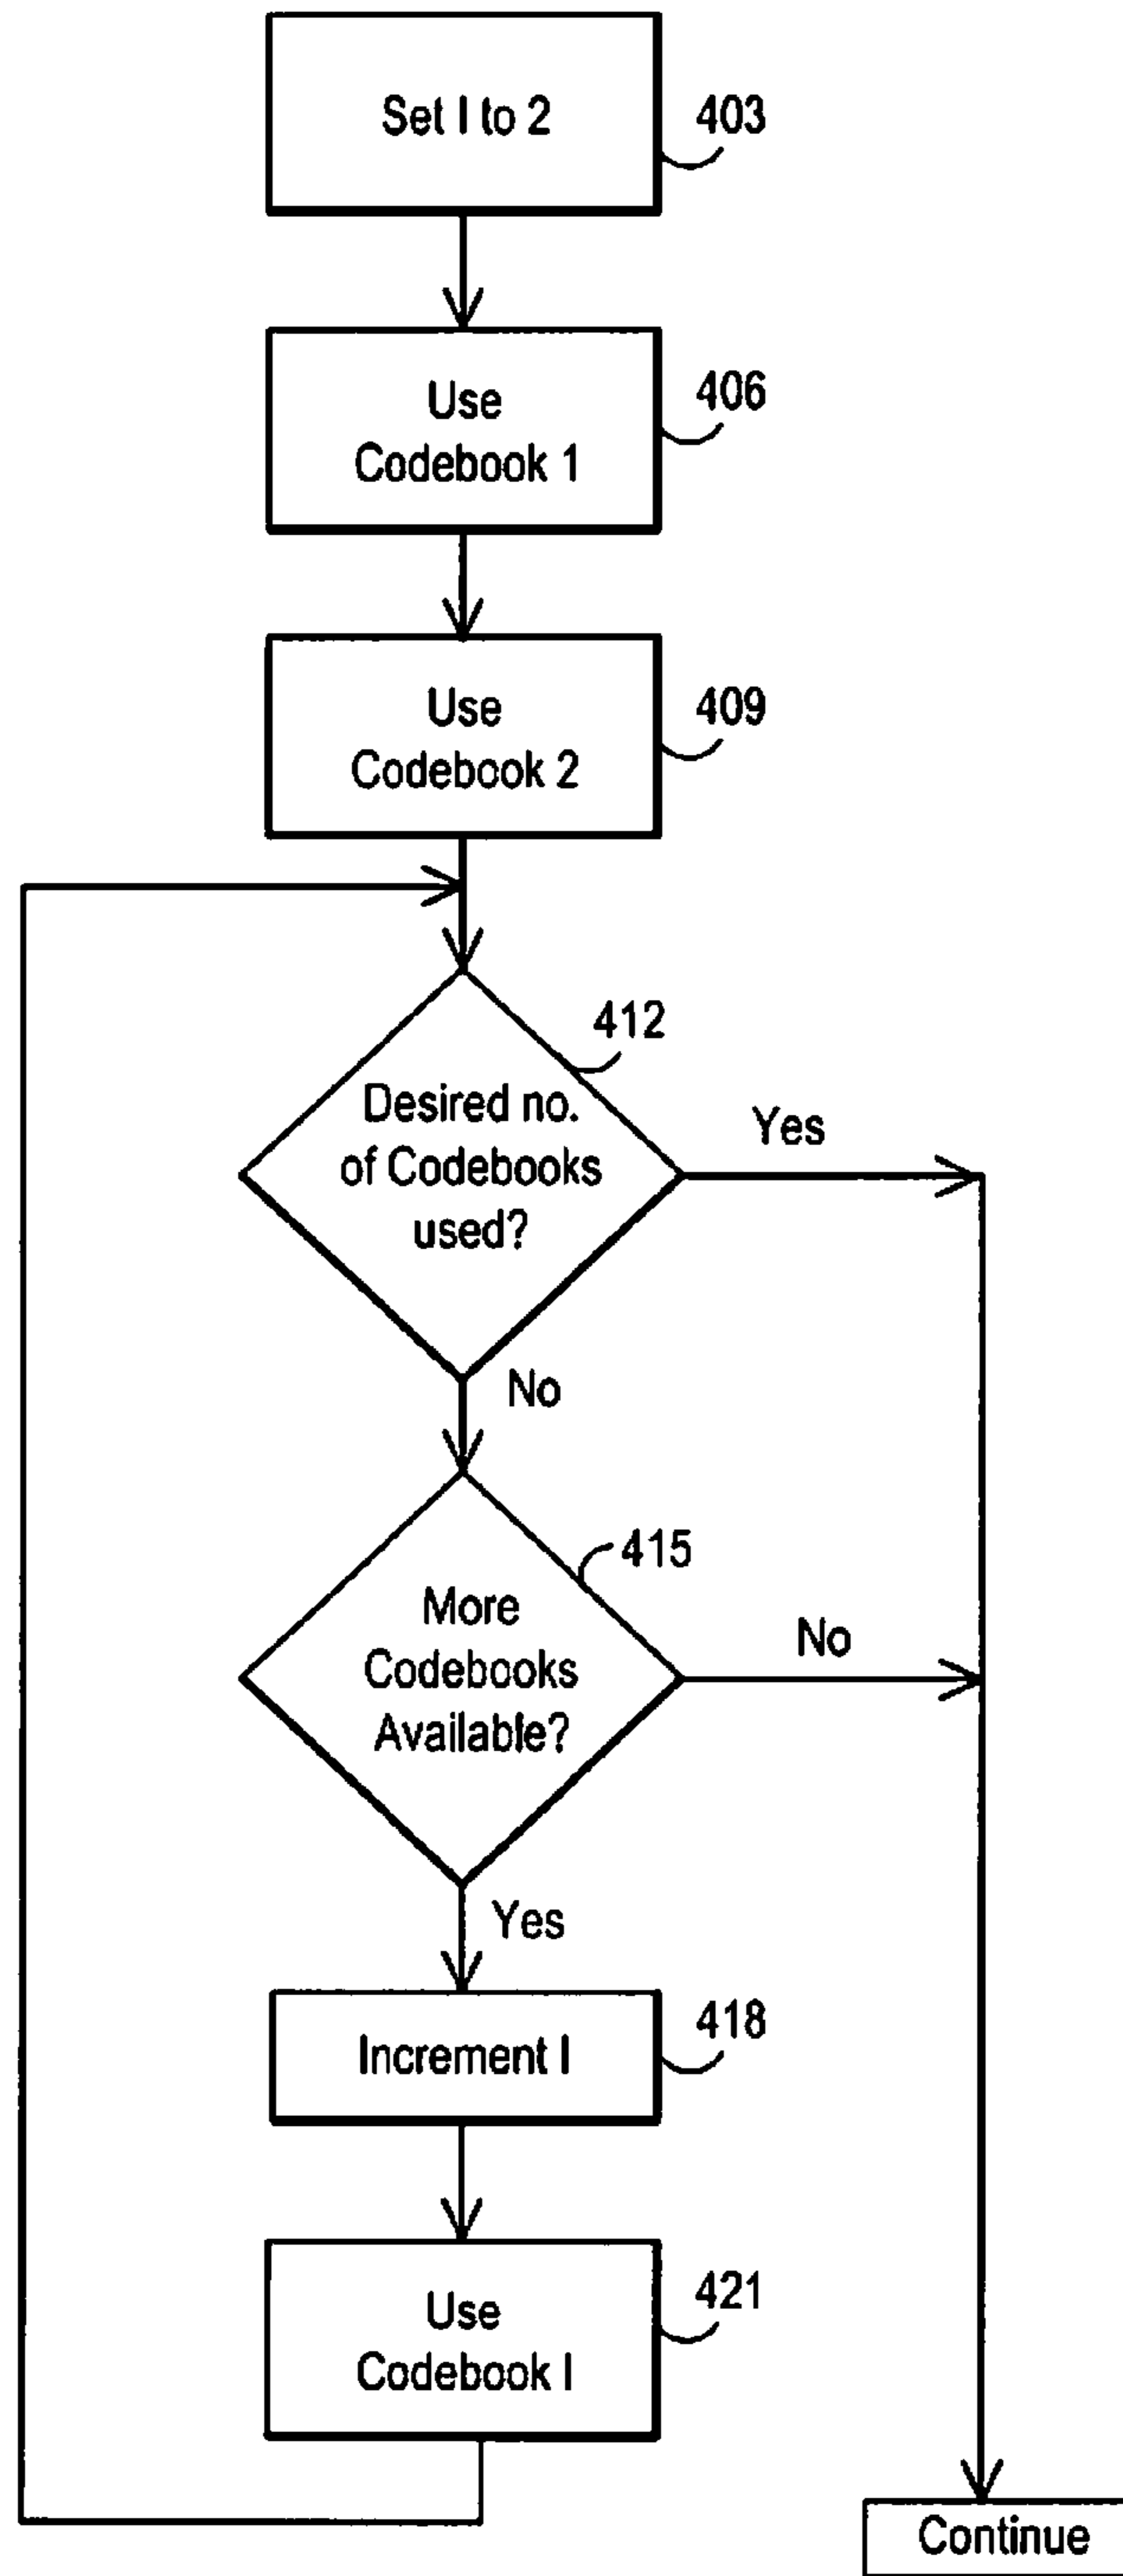 Set I to 2
403
Use
Codebook 1
406
Use
Codebook 2
409
412
Desired no.
of Codebooks
used?
Yes
No
415
More
Codebooks
Available?
No
Yes
Increment I
418
Use
Codebook I
421
Continue